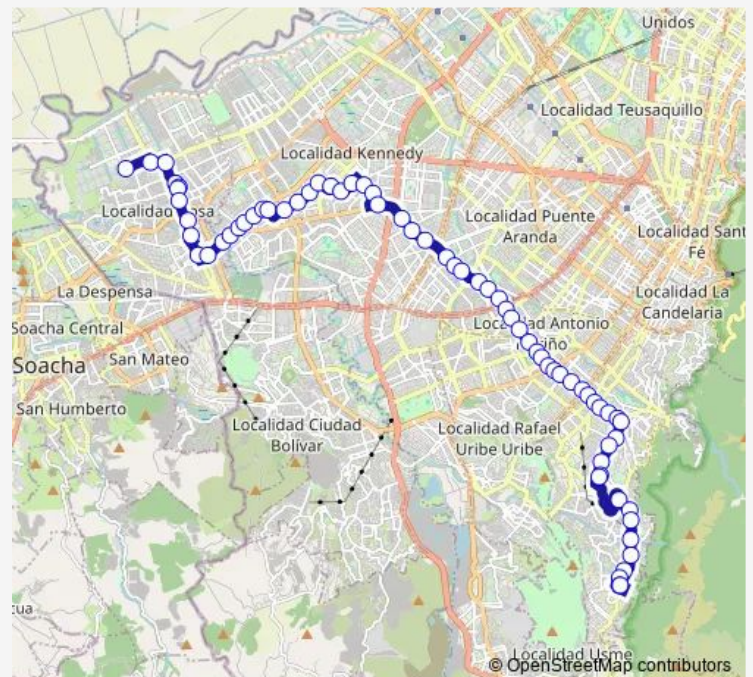 Unidos
Localidad Teusaquillo
Localidad Kennedy
Localidad Puente
Aranda
Localidad Sant
Fé
La Despensa
Localidad La
Candelaria
Soacha Central
San Mateo
Soacha
San Humberto
Localidad Ciudad
Bolívar
Localidad Rafael
Uribe Uribe
Localidad Usme
© OpenStreetMap contributors